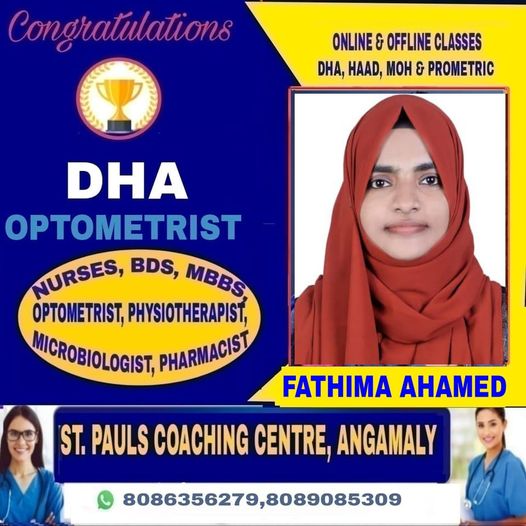 Congratulations
DHA
OPTOMETRIST
NURSES, BDS, MBBS,
OPTOMETRIST, PHYSIOTHERAPIST,
MICROBIOLOGIST, PHARMACIST
ONLINE & OFFLINE CLASSES
DHA, HAAD, MOH & PROMETRIC
FATHIMA AHAMED
ST. PAULS COACHING CENTRE, ANGAMALY
8086356279,8089085309